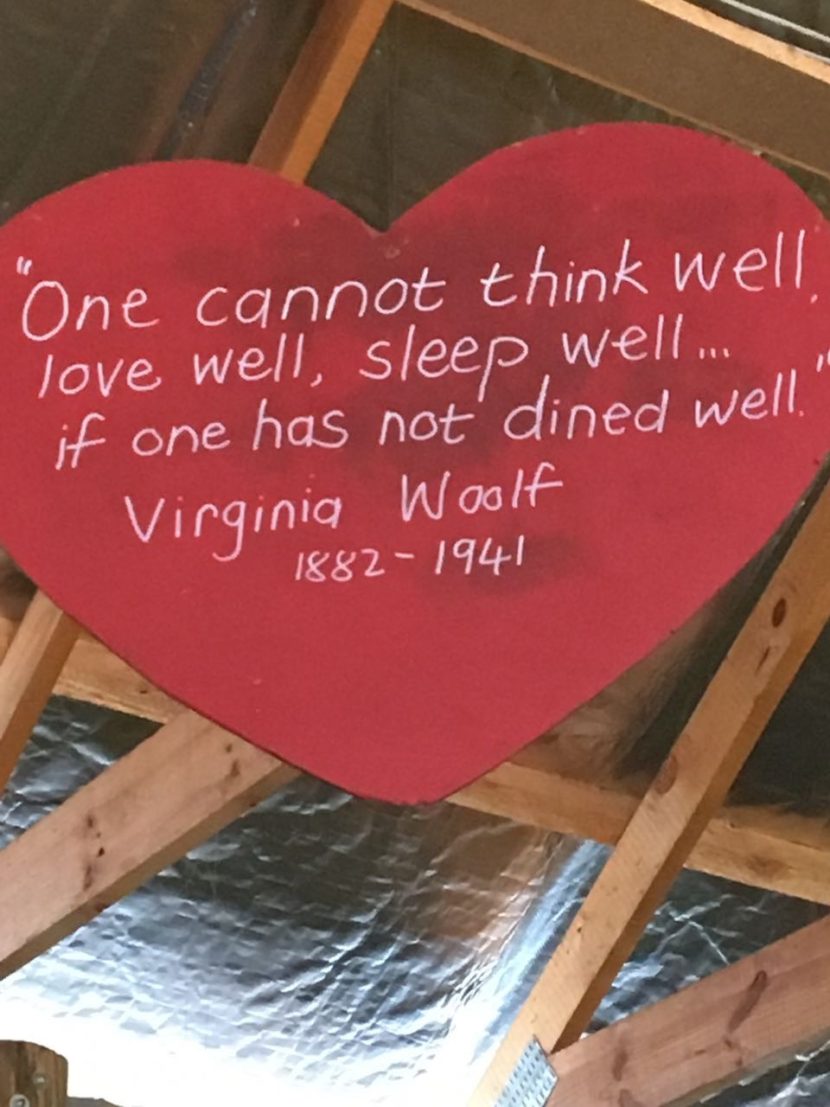 "One cannot think well,
love well, sleep well...
if one has not dined well."
Virginia Woolf
1882-1941